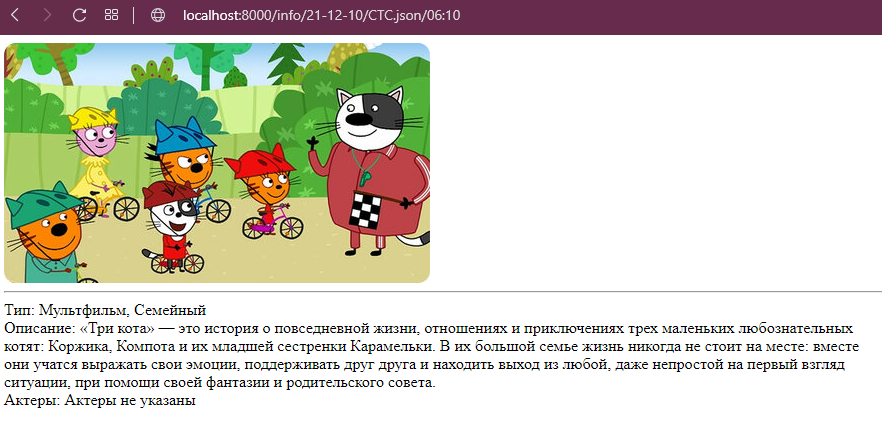 localhost:8000/info/21-12-10/CTC.json/06:10
Тип: Мультфильм, Семейный
Описание: «Три кота» — это история о повседневной жизни, отношениях и приключениях трех маленьких любознательных
котят: Коржика, Компота и их младшей сестренки Карамельки. В их большой семье жизнь никогда не стоит на месте: вместе
они учатся выражать свои эмоции, поддерживать друг друга и находить выход из любой, даже непростой на первый взгляд
ситуации, при помощи своей фантазии и родительского совета.
Актеры: Актеры не указаны